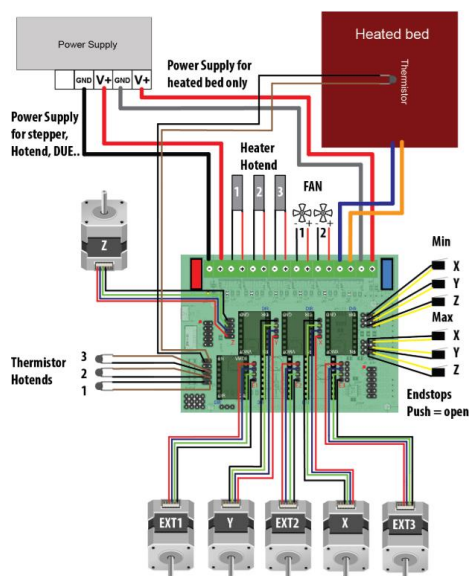 Power Supply
GND
V+
GND
V+
Power Supply for
heated bed only
Heated bed
Thermistor
Power Supply
for stepper,
Hotend, DUE..
Heater
Hotend
1
2
3
FAN
- +
1
- +
2
Z
Min
X
Y
Z
Max
X
Y
Z
Endstops
Push = open
Thermistor
Hotends
3
2
1
EXT1
Y
EXT2
X
EXT3